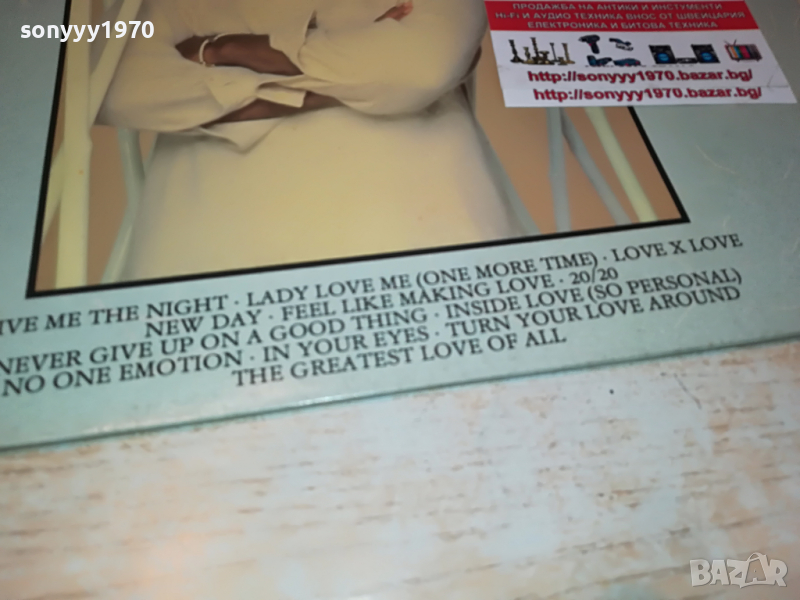 sonyyy1970
ПРОДАЖБА НА АНТИКИ И ИНСТУМЕНТИ
Hi-Fi И АУДИО ТЕХНИКА ВНОС ОТ ШВЕЙЦАРИЯ
ЕЛЕКТРОНИКА И БИТОВА ТЕХНИКА
http://sonyyy1970.bazar.bg/
http://sonyyy1970.bazar.bg/
IVE ME THE NIGHT · LADY LOVE ME (ONE MORE TIME) · LOVE X LOVE
NEW DAY · FEEL LIKE MAKING LOVE · 20/20
NEVER GIVE UP ON A GOOD THING · INSIDE LOVE (SO PERSONAL)
NO ONE EMOTION · IN YOUR EYES · TURN YOUR LOVE AROUND
THE GREATEST LOVE OF ALL
sonyyy1970
BAZAR